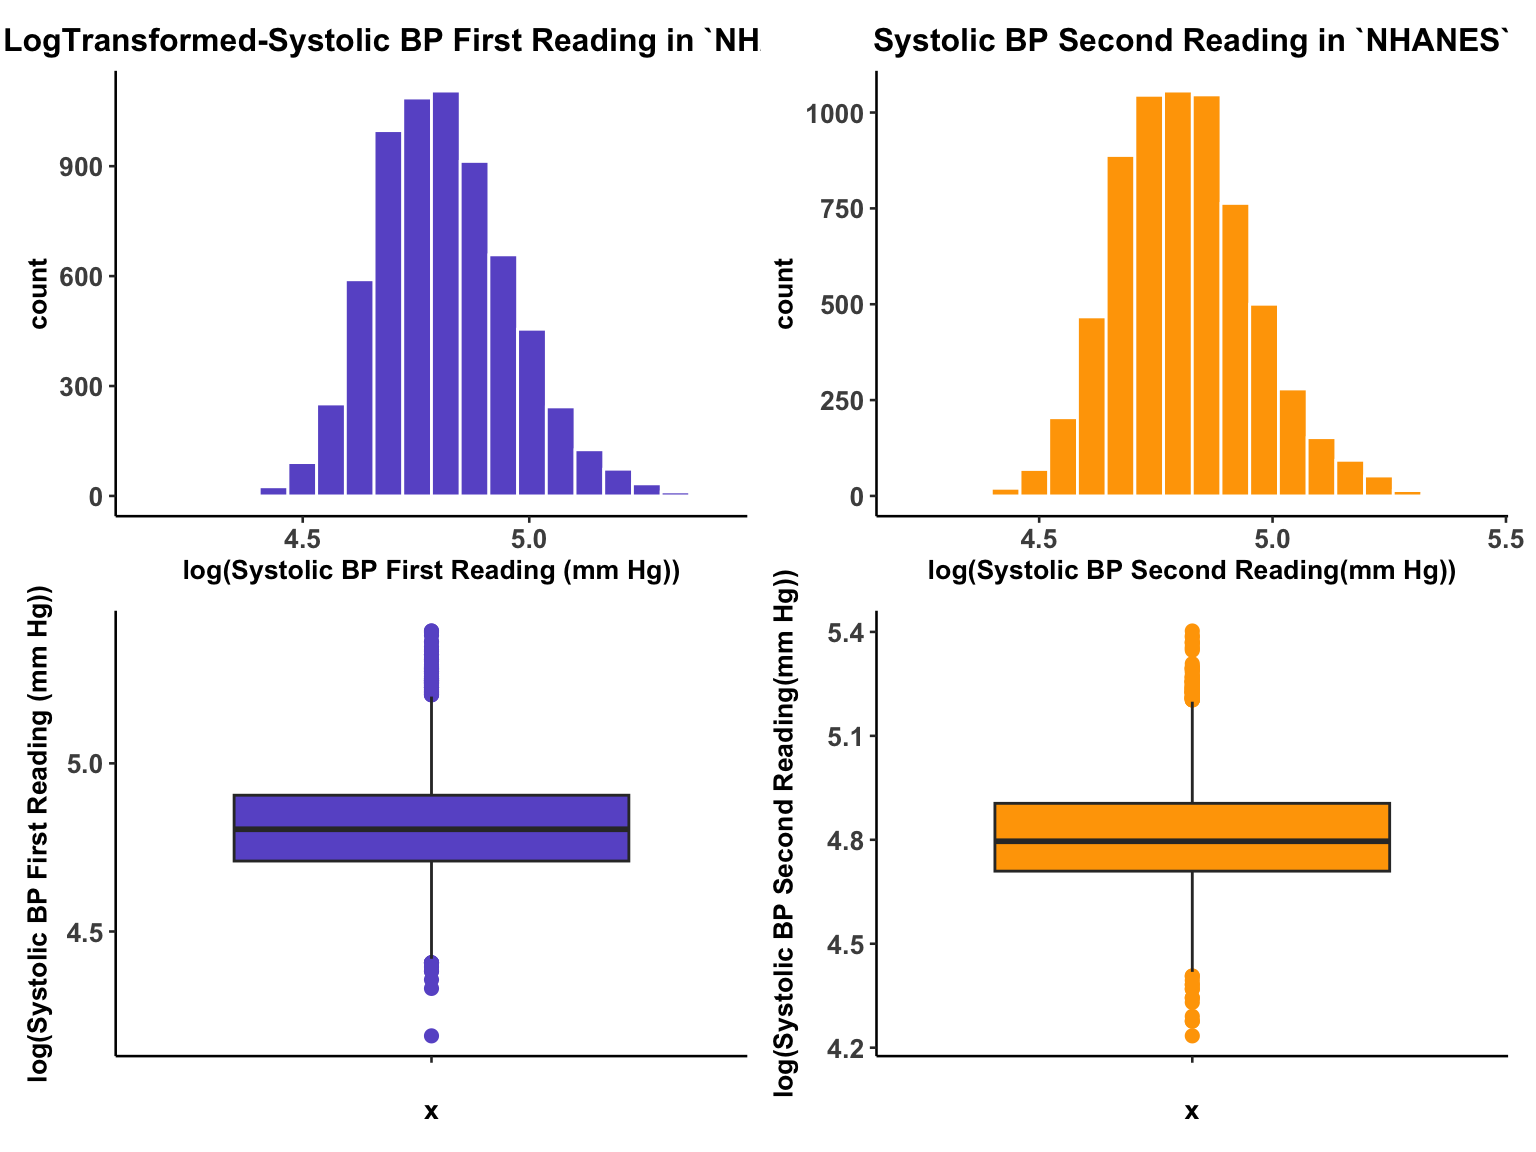 LogTransformed-Systolic BP First Reading in `NH
Systolic BP Second Reading in `NHANES`
count
900
600
300
0
4.5
5.0
log(Systolic BP First Reading (mm Hg))
count
1000
750
500
250
0
4.5
5.0
5.5
log(Systolic BP Second Reading(mm Hg))
log(Systolic BP First Reading (mm Hg))
5.0
4.5
x
log(Systolic BP Second Reading(mm Hg))
5.4
5.1
4.8
4.5
4.2
x